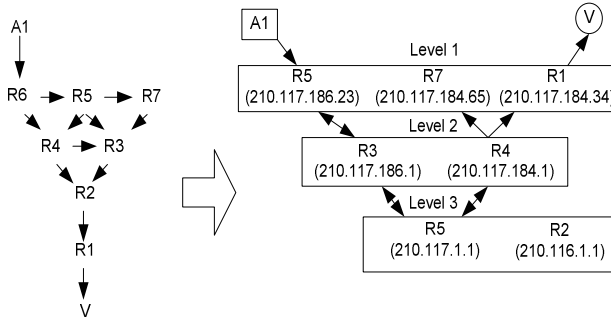 A1
R6 R5 R7
R4 R3
R2
R1
V
A1
V
Level 1
R5 R7 R1
(210.117.186.23) (210.117.184.65) (210.117.184.34)
Level 2
R3 R4
(210.117.186.1) (210.117.184.1)
Level 3
R5 R2
(210.117.1.1) (210.116.1.1)